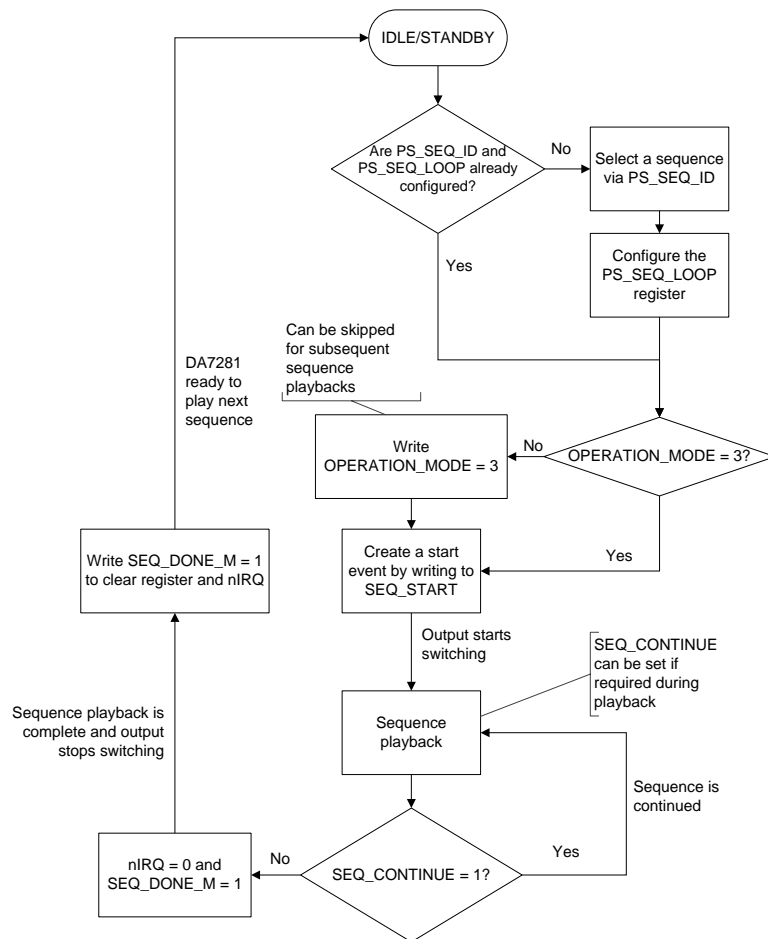 IDLE/STANDBY
Are PS_SEQ_ID and
PS_SEQ_LOOP already
configured?
No
Select a sequence
via PS_SEQ_ID
Yes
Configure the
PS_SEQ_LOOP
register
Can be skipped
for subsequent
sequence
playbacks
DA7281
ready to
play next
sequence
Write
OPERATION_MODE = 3
No
OPERATION_MODE = 3?
Write SEQ_DONE_M = 1
to clear register and nIRQ
Create a start
event by writing to
SEQ_START
Yes
Output starts
switching
SEQ_CONTINUE
can be set if
required during
playback
Sequence playback is
complete and output
stops switching
Sequence
playback
Sequence is
continued
nIRQ = 0 and
SEQ_DONE_M = 1
No
SEQ_CONTINUE = 1?
Yes